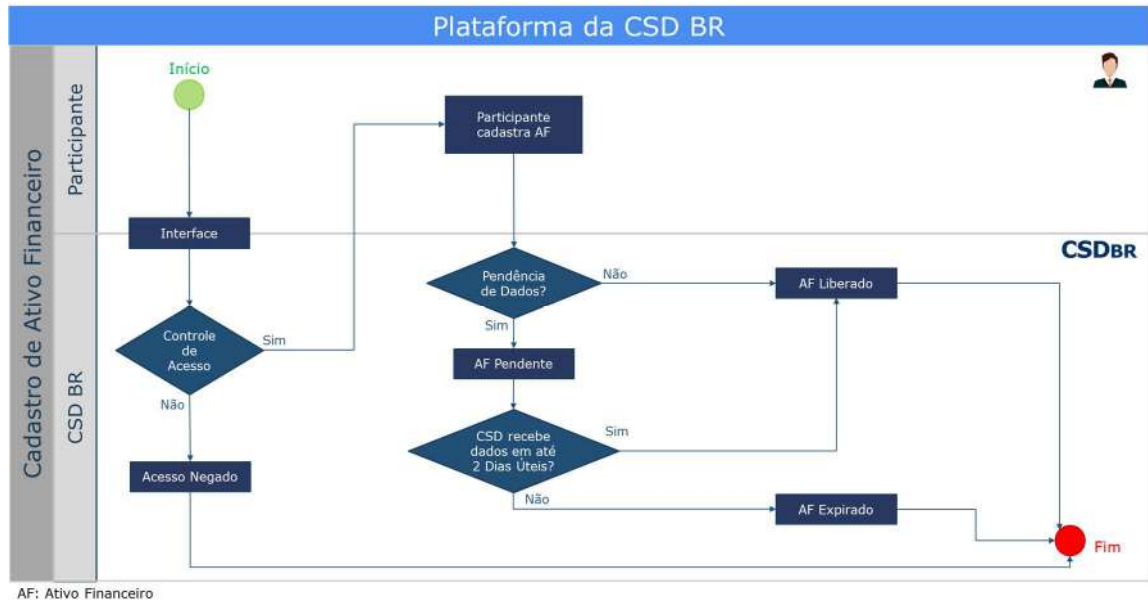 Plataforma da CSD BR
Cadastro de Ativo Financeiro
Participante
Início
Participante
cadastra AF
Interface
CSD BR
CSDBR
Pendência
de Dados?
Não
AF Liberado
Sim
Controle
de
Acesso
Sim
AF Pendente
Não
CSD recebe
dados em até
2 Dias Úteis?
Sim
Acesso Negado
Não
AF Expirado
Fim
AF: Ativo Financeiro